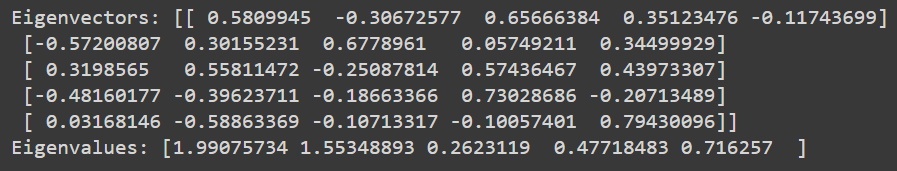 Eigenvectors: [[ 0.5809945  -0.30672577  0.65666384  0.35123476 -0.11743699]
 [-0.57200807  0.30155231  0.6778961   0.05749211  0.34499929]
 [ 0.3198565   0.55811472 -0.25087814  0.57436467  0.43973307]
 [-0.48160177 -0.39623711 -0.18663366  0.73028686 -0.20713489]
 [ 0.03168146 -0.58863369 -0.10713317 -0.10057401  0.79430096]]
Eigenvalues: [1.99075734 1.55348893 0.2623119  0.47718483 0.716257  ]